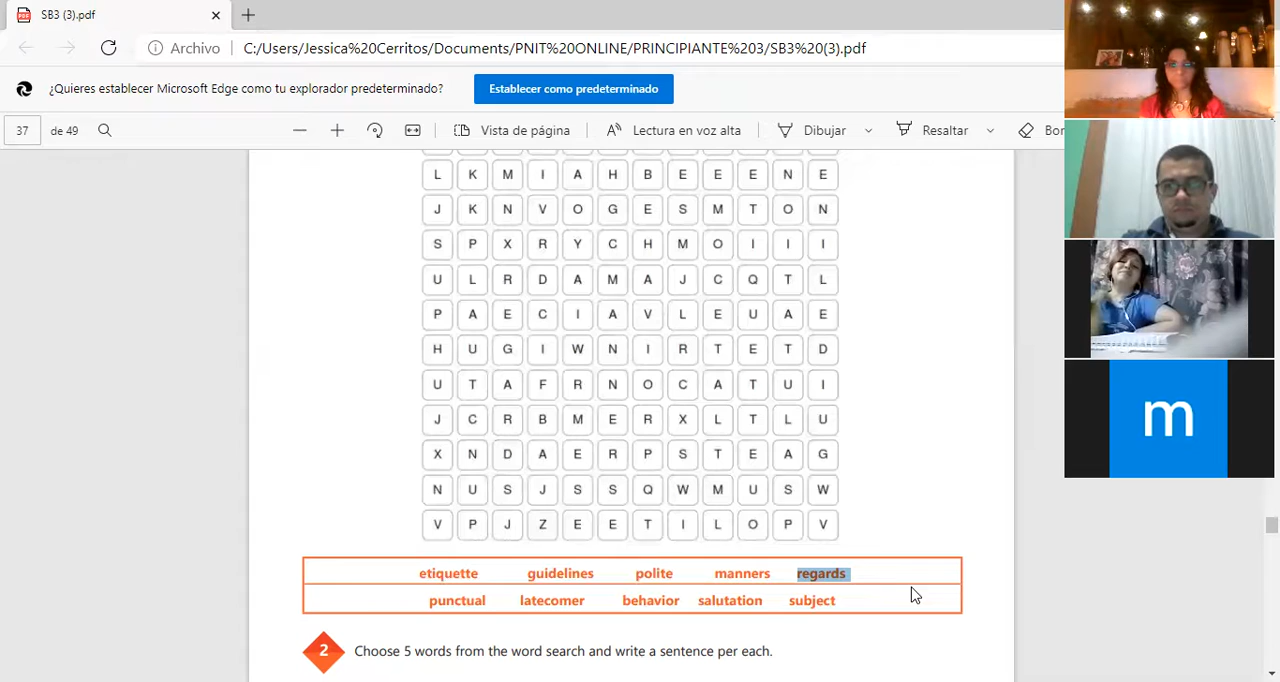 SB3 (3).pdf
Archivo C:/Users/Jessica%20Cerritos/Documents/PNIT%20ONLINE/PRINCIPIANTE%203/SB3%20(3).pdf
¿Quieres establecer Microsoft Edge como tu explorador predeterminado? Establecer como predeterminado
37 de 49 Vista de página Lectura en voz alta Dibujar Resaltar Bor
L K M I A H B E E E N E
J K N V O G E S M T O N
S P X R Y C H M O I I I
U L R D A M A J C Q T L
P A E C I A V L E U A E
H U G I W N I R T E T D
U T A F R N O C A T U I
J C R B M E R X L T L U
X N D A E R P S T E A G
N U S J S S Q W M U S W
V P J Z E E T I L O P V
etiquette guidelines polite manners regards
punctual latecomer behavior salutation subject
2 Choose 5 words from the word search and write a sentence per each.
m